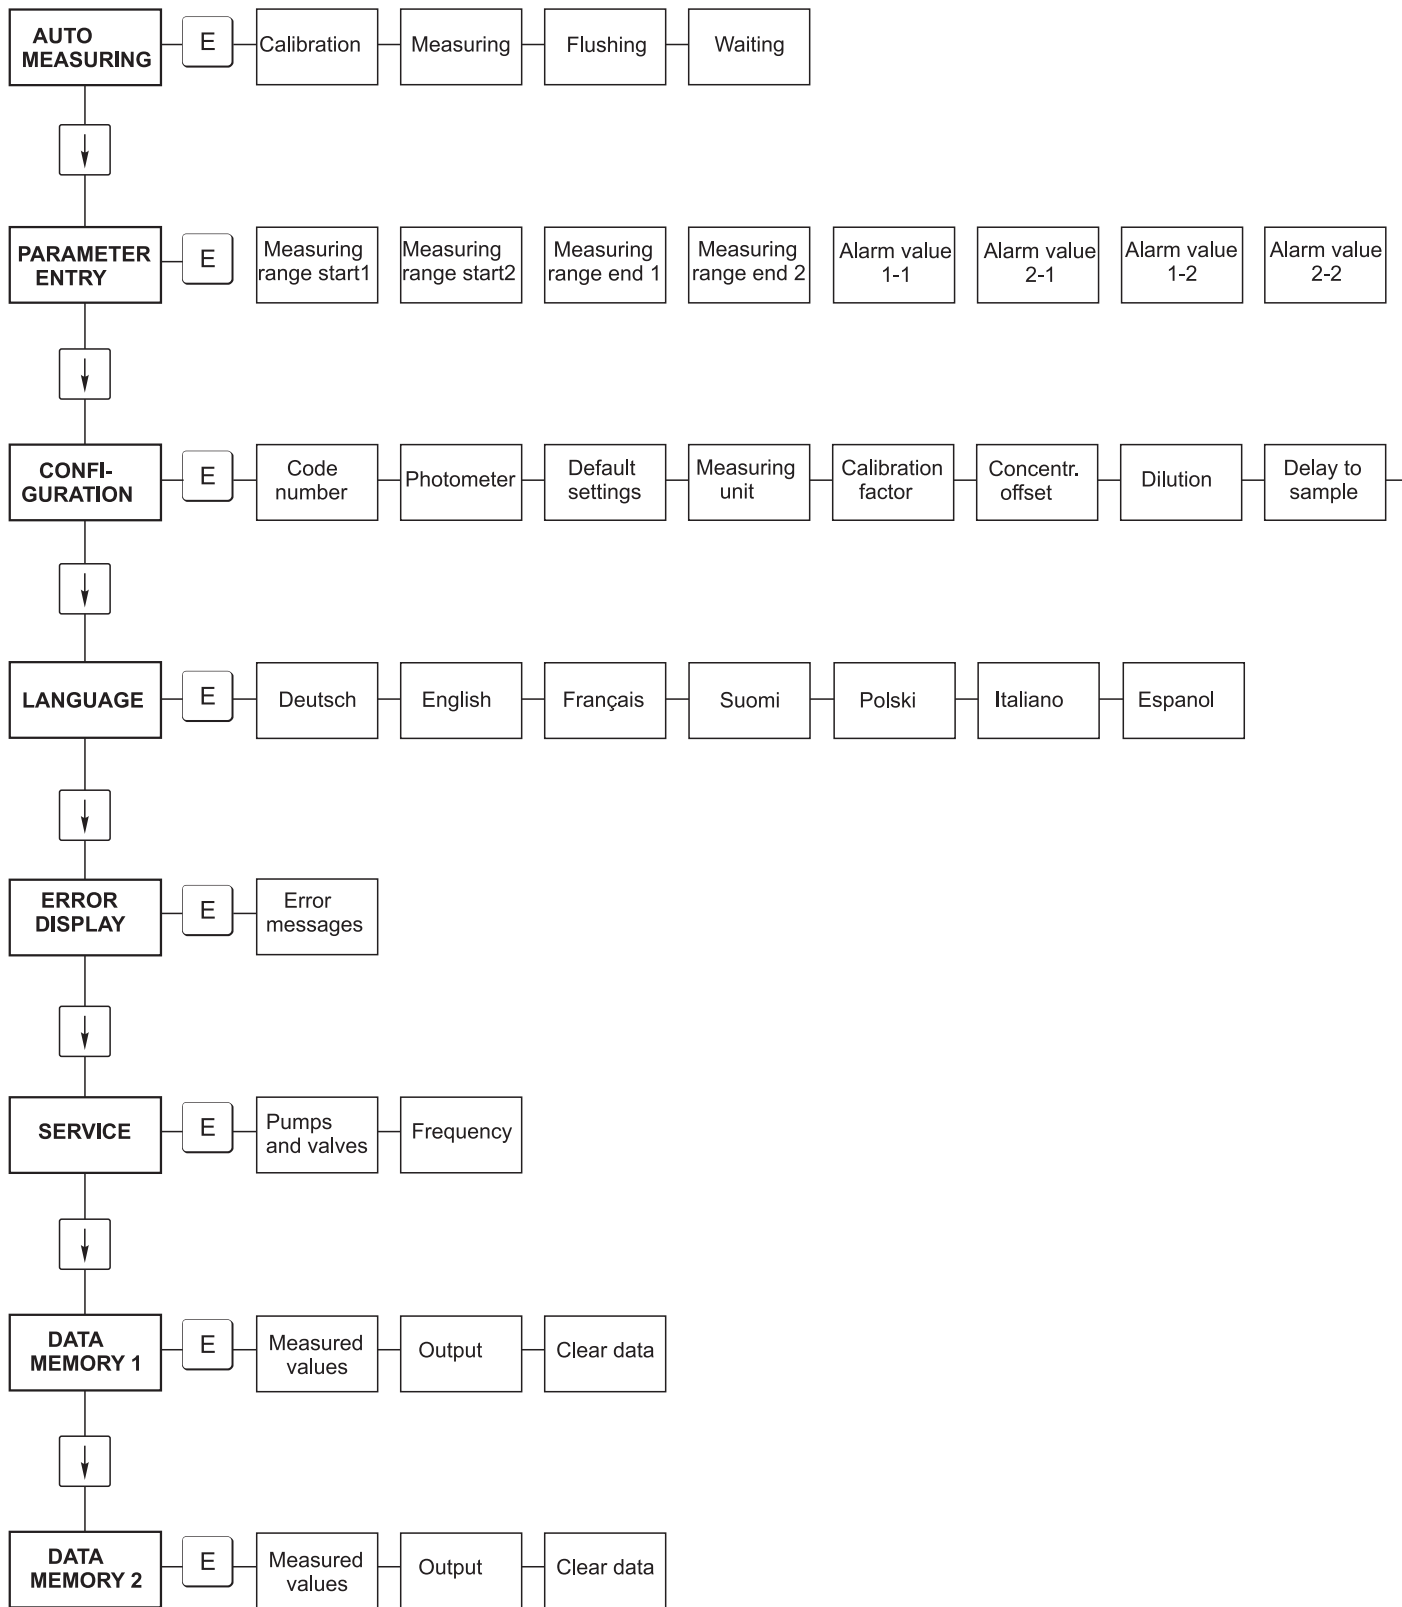 AUTO
MEASURING
E
Calibration
Measuring
Flushing
Waiting
PARAMETER
ENTRY
E
Measuring
range start1
Measuring
range start2
Measuring
range end 1
Measuring
range end 2
Alarm value
1-1
Alarm value
2-1
Alarm value
1-2
Alarm value
2-2
CONFI-
GURATION
E
Code
number
Photometer
Default
settings
Measuring
unit
Calibration
factor
Concentr.
offset
Dilution
Delay to
sample
LANGUAGE
E
Deutsch
English
Français
Suomi
Polski
Italiano
Espanol
ERROR
DISPLAY
E
Error
messages
SERVICE
E
Pumps
and valves
Frequency
DATA
MEMORY 1
E
Measured
values
Output
Clear data
DATA
MEMORY 2
E
Measured
values
Output
Clear data